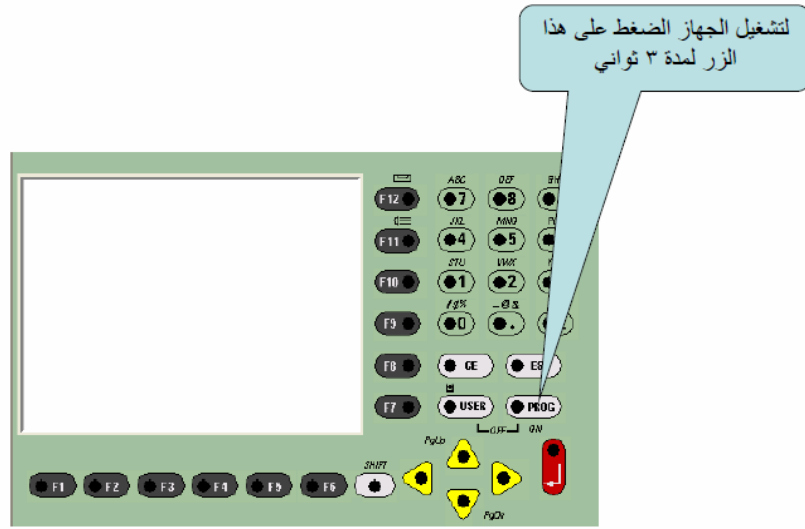 لتشغيل الجهاز الضغط على هذا
الزر لمدة ٣ ثواني
F12 ABC 7 DEF 8
F11 JKL 4 MNO 5
F10 STU 1 VWX 2
F9 /$% 0 _@& .
F8 CE
F7 USER PROG
OFF ON
PgUp
F1 F2 F3 F4 F5 F6 SHIFT
PgDn